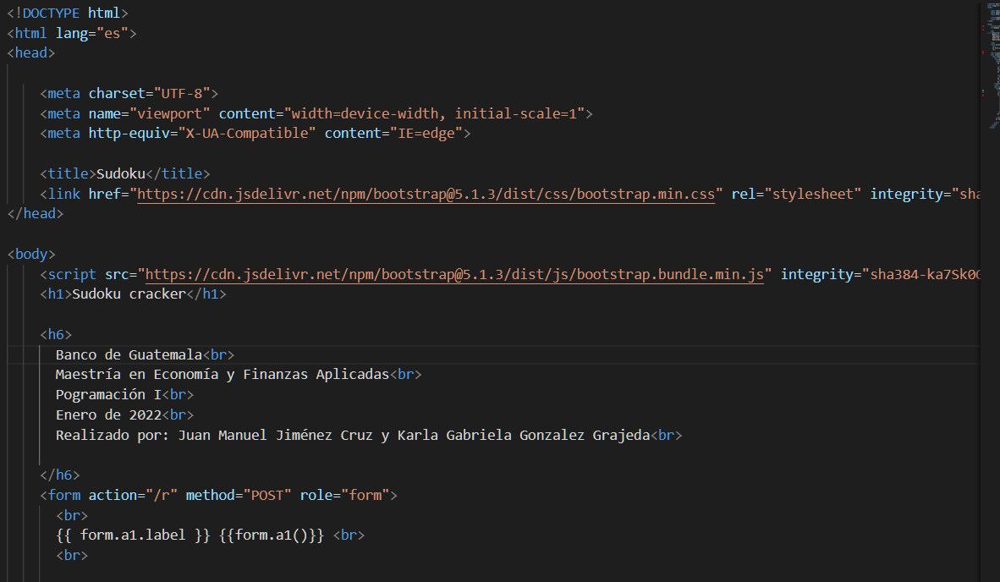 <!DOCTYPE html>
<html lang="es">
<head>
<meta charset="UTF-8">
<meta name="viewport" content="width=device-width, initial-scale=1">
<meta http-equiv="X-UA-Compatible" content="IE=edge">
<title>Sudoku</title>
<link href="https://cdn.jsdelivr.net/npm/bootstrap@5.1.3/dist/css/bootstrap.min.css" rel="stylesheet" integrity="sha
</head>
<body>
<script src="https://cdn.jsdelivr.net/npm/bootstrap@5.1.3/dist/js/bootstrap.bundle.min.js" integrity="sha384-ka7Sk0
<h1>Sudoku cracker</h1>
<h6>
Banco de Guatemala<br>
Maestría en Economía y Finanzas Aplicadas<br>
Pogramación I<br>
Enero de 2022<br>
Realizado por: Juan Manuel Jiménez Cruz y Karla Gabriela Gonzalez Grajeda<br>
</h6>
<form action="/r" method="POST" role="form">
<br>
{{ form.a1.label }} {{form.a1()}} <br>
<br>